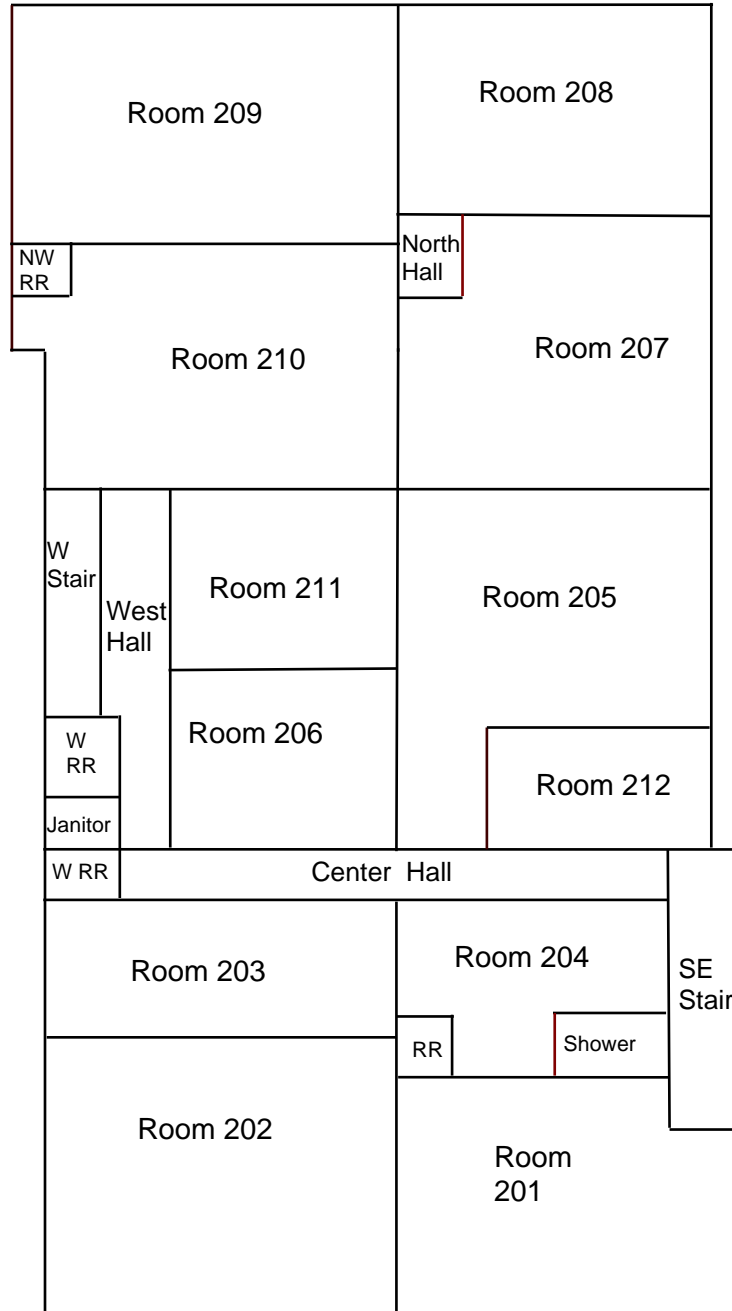 Room 209
Room 208
NW
RR
North
Hall
Room 210
Room 207
W
Stair
West
Hall
Room 211
Room 205
W
RR
Room 206
Room 212
Janitor
W RR
Center Hall
Room 203
Room 204
SE
Stair
RR
Shower
Room 202
Room
201